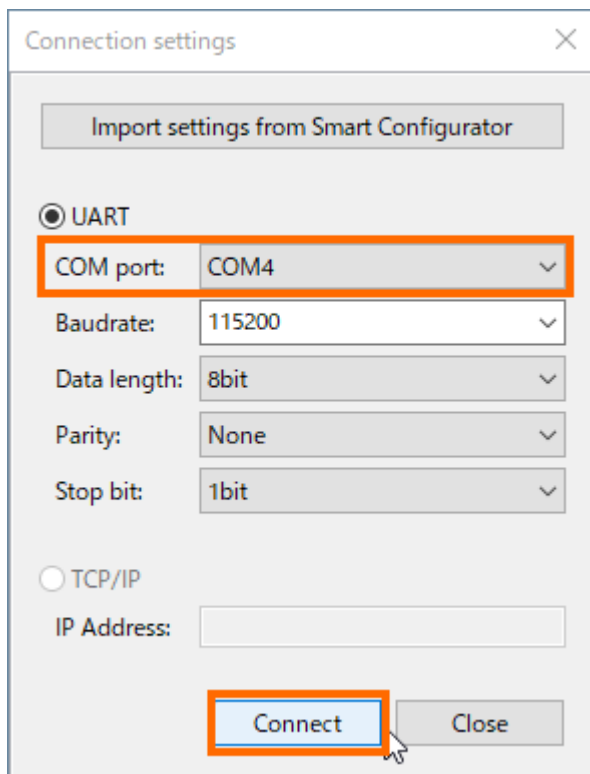 Connection settings
Import settings from Smart Configurator
UART
COM port: COM4
Baudrate: 115200
Data length: 8bit
Parity: None
Stop bit: 1bit
TCP/IP
IP Address:
Connect Close